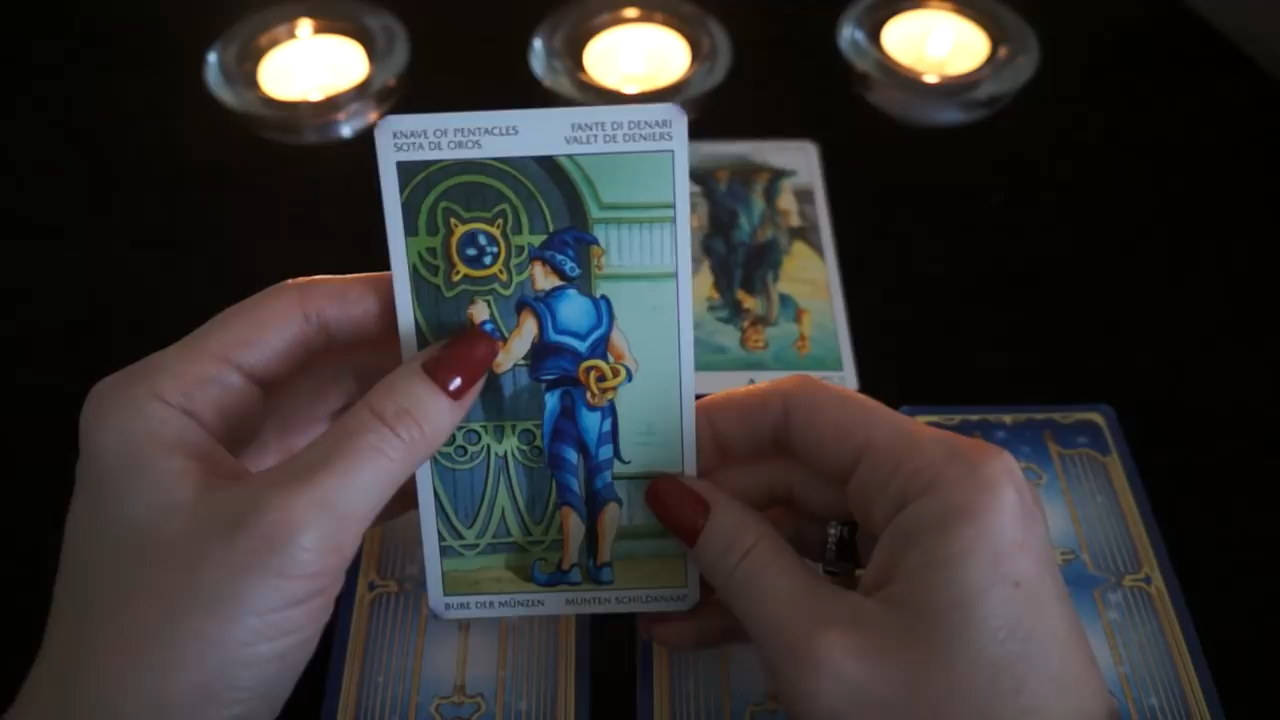 KNAVE OF PENTACLES
SOTA DE OROS
FANTE DI DENARI
VALET DE DENIERS
BUBE DER MÜNZEN
MUNTEN SCHILDKNAAP